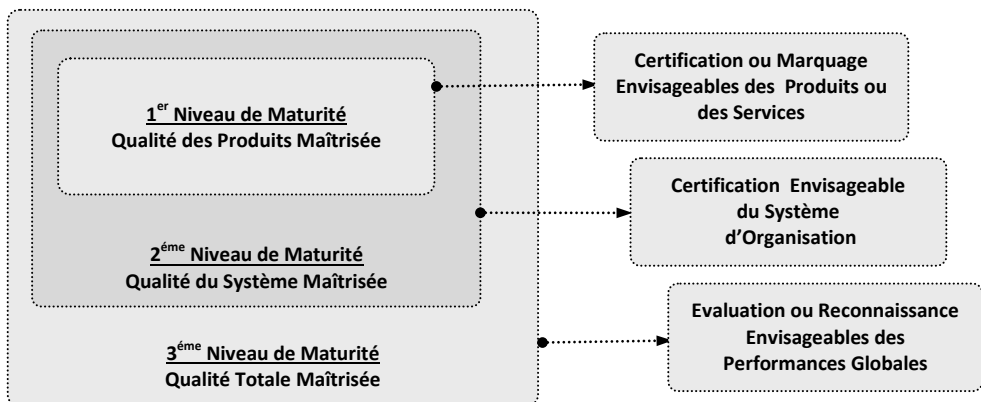 1er Niveau de Maturité
Qualité des Produits Maîtrisée
2éme Niveau de Maturité
Qualité du Système Maîtrisée
3éme Niveau de Maturité
Qualité Totale Maîtrisée
Certification ou Marquage
Envisageables des Produits ou
des Services
Certification Envisageable
du Système
d’Organisation
Evaluation ou Reconnaissance
Envisageables des
Performances Globales